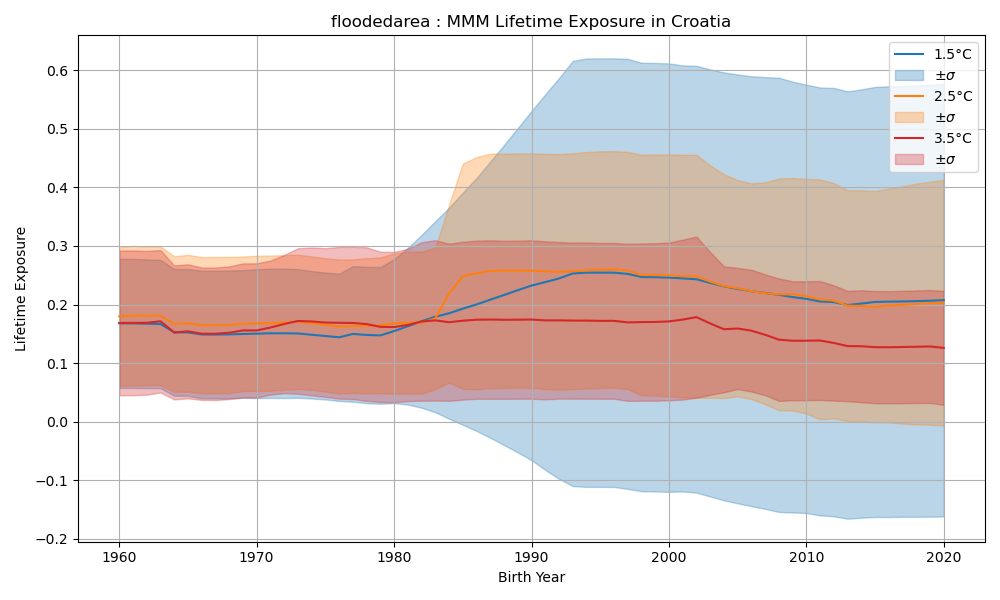 floodedarea : MMM Lifetime Exposure in Croatia
Lifetime Exposure
0.6
0.5
0.4
0.3
0.2
0.1
0.0
−0.1
−0.2
1.5°C
±σ
2.5°C
±σ
3.5°C
±σ
1960 1970 1980 1990 2000 2010 2020
Birth Year